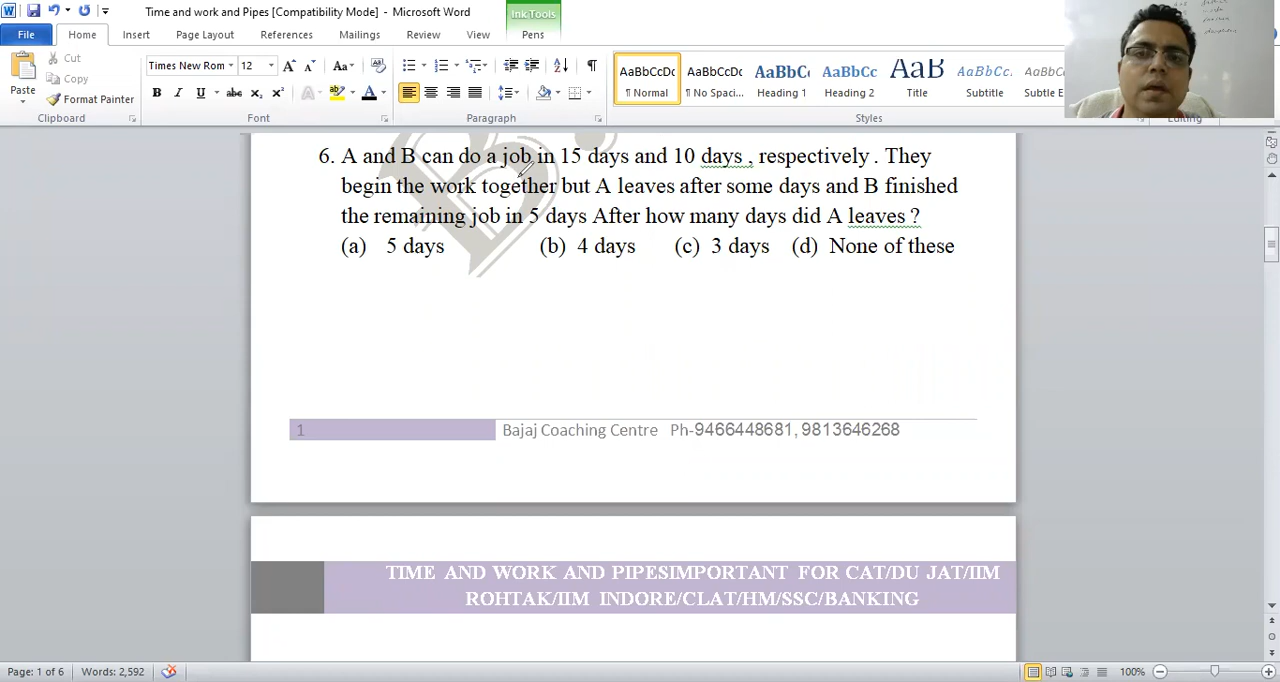 Time and work and Pipes [Compatibility Mode] - Microsoft Word
Ink Tools
File Home Insert Page Layout References Mailings Review View Pens
Paste
Cut
Copy
Format Painter
Clipboard
Times New Rom 12
Font
Paragraph
AaBbCcDc AaBbCcDc AaBbC AaBbCc AaB AaBbCc. AaBbCc
¶ Normal ¶ No Spaci... Heading 1 Heading 2 Title Subtitle Subtle E
Styles
Editing
6. A and B can do a job in 15 days and 10 days , respectively . They
begin the work together but A leaves after some days and B finished
the remaining job in 5 days After how many days did A leaves ?
(a) 5 days (b) 4 days (c) 3 days (d) None of these
1 Bajaj Coaching Centre Ph-9466448681, 9813646268
TIME AND WORK AND PIPESIMPORTANT FOR CAT/DU JAT/IIM
ROHTAK/IIM INDORE/CLAT/HM/SSC/BANKING
Page: 1 of 6 Words: 2,592 100%